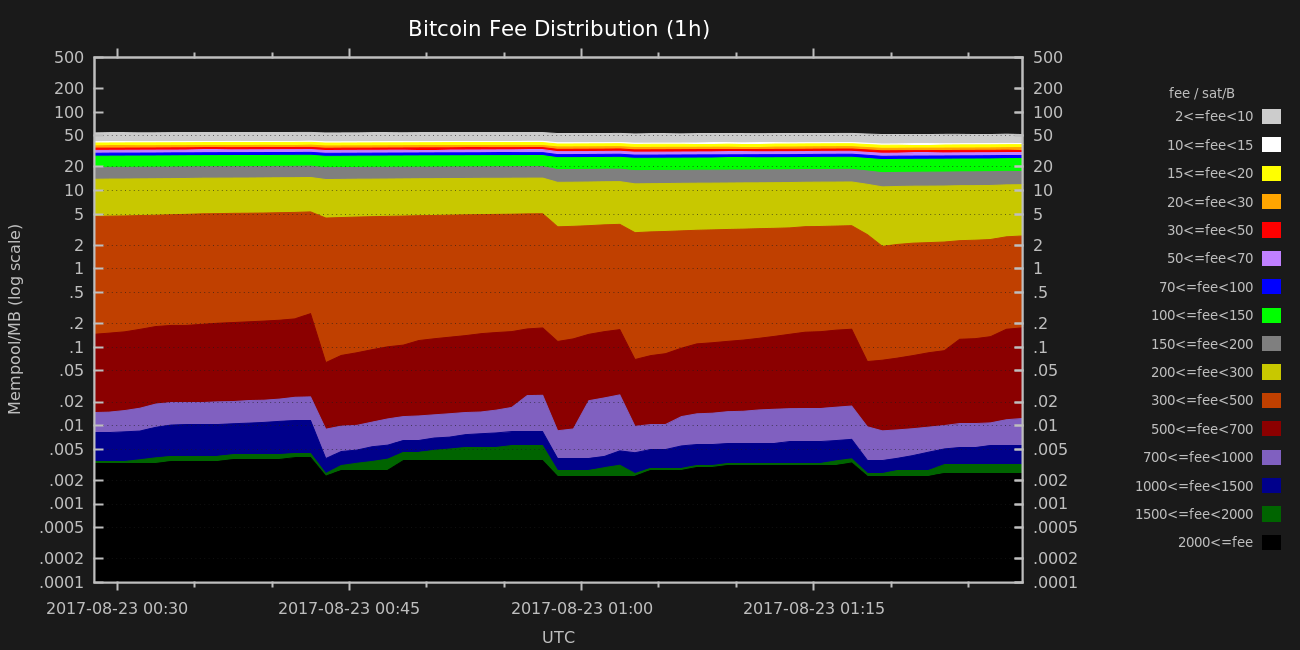 Bitcoin Fee Distribution (1h)
500
200
100
50
20
10
5
2
1
.5
.2
.1
.05
.02
.01
.005
.002
.001
.0005
.0002
.0001
Mempool/MB (log scale)
500
200
100
50
20
10
5
2
1
.5
.2
.1
.05
.02
.01
.005
.002
.001
.0005
.0002
.0001
2017-08-23 00:30 2017-08-23 00:45 2017-08-23 01:00 2017-08-23 01:15
UTC
fee / sat/B
2<=fee<10
10<=fee<15
15<=fee<20
20<=fee<30
30<=fee<50
50<=fee<70
70<=fee<100
100<=fee<150
150<=fee<200
200<=fee<300
300<=fee<500
500<=fee<700
700<=fee<1000
1000<=fee<1500
1500<=fee<2000
2000<=fee